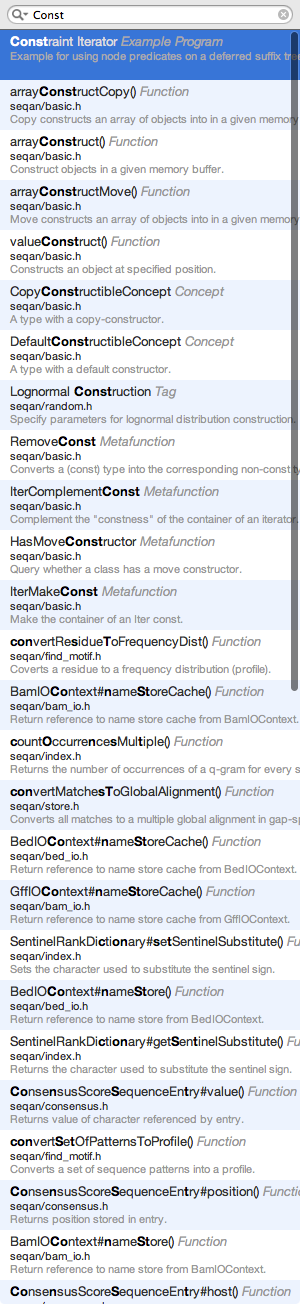 Const
Constraint Iterator Example Program
Example for using node predicates on a deferred suffix tre
arrayConstructCopy() Function
seqan/basic.h
Copy constructs an array of objects into in a given memory
arrayConstruct() Function
seqan/basic.h
Construct objects in a given memory buffer.
arrayConstructMove() Function
seqan/basic.h
Move constructs an array of objects into in a given memory
valueConstruct() Function
seqan/basic.h
Constructs an object at specified position.
CopyConstructibleConcept Concept
seqan/basic.h
A type with a copy-constructor.
DefaultConstructibleConcept Concept
seqan/basic.h
A type with a default constructor.
Lognormal Construction Tag
seqan/random.h
Specify parameters for lognormal distribution construction.
RemoveConst Metafunction
seqan/basic.h
Converts a (const) type into the corresponding non-const ty
IterComplementConst Metafunction
seqan/basic.h
Complement the "constness" of the container of an iterator.
HasMoveConstructor Metafunction
seqan/basic.h
Query whether a class has a move constructor.
IterMakeConst Metafunction
seqan/basic.h
Make the container of an Iter const.
convertResidueToFrequencyDist() Function
seqan/find_motif.h
Coverts a residue to a frequency distribution (profile).
BamIOContext#nameStoreCache() Function
seqan/bam_io.h
Return reference to name store cache from BamIOContext.
countOccurrencesMultiple() Function
seqan/index.h
Returns the number of occurrences of a q-gram for every s
convertMatchesToGlobalAlignment() Function
seqan/store.h
Converts all matches to a multiple global alignment in gap-sp
BedIOContext#nameStoreCache() Function
seqan/bed_io.h
Return reference to name store cache from BedIOContext.
GffIOContext#nameStoreCache() Function
seqan/bam_io.h
Return reference to name store cache from GffIOContext.
SentinelRankDictionary#setSentinelSubstitute() Fu
seqan/index.h
Sets the character used to substitute the sentinel sign.
BedIOContext#nameStore() Function
seqan/bed_io.h
Return reference to name store from BedIOContext.
SentinelRankDictionary#getSentinelSubstitute() Fu
seqan/index.h
Returns the character used to substitute the sentinel sign.
ConsensusScoreSequenceEntry#value() Function
seqan/consensus.h
Returns value of character referenced by entry.
convertSetOfPatternsToProfile() Function
seqan/find_motif.h
Converts a set of sequence patterns into a profile.
ConsensusScoreSequenceEntry#position() Functio
seqan/consensus.h
Returns position stored in entry.
BamIOContext#nameStore() Function
seqan/bam_io.h
Return reference to name store from BamIOContext.
ConsensusScoreSequenceEntry#host() Function